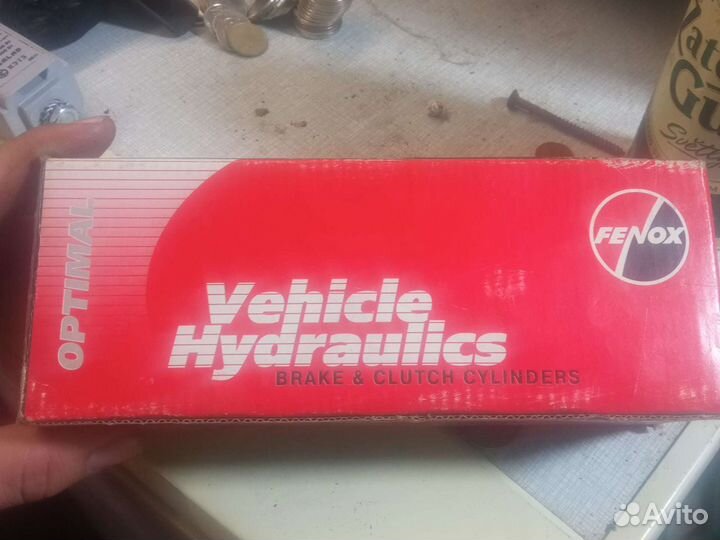 OPTIMAL
FENOX
Vehicle
Hydraulics
BRAKE & CLUTCH CYLINDERS
Avito